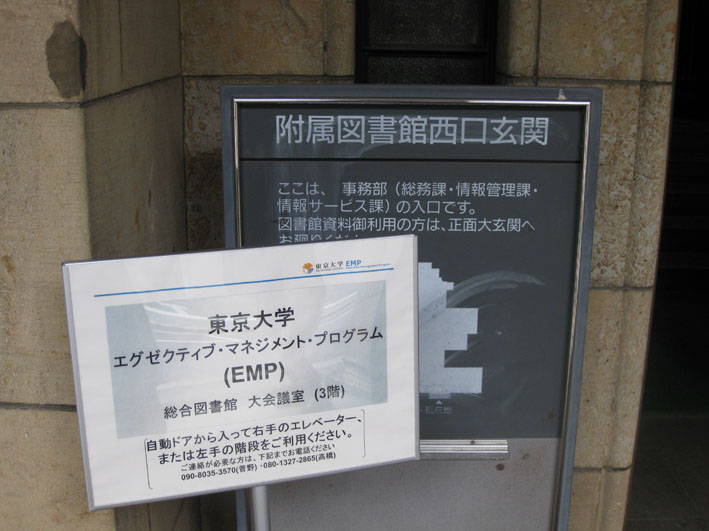 附属図書館西口玄関
ここは、事務部（総務課・情報管理課・
情報サービス課）の入口です。
図書館資料御利用の方は、正面大玄関へ
お廻りくだ
現在地
東京大学 EMP
東京大学
エグゼクティブ・マネジメント・プログラム
(EMP)
総合図書館 大会議室 (3階)
自動ドアから入って右手のエレベーター、
または左手の階段をご利用ください。
ご連絡が必要な方は、下記までお電話ください
090-8035-3570(菅野)・080-1327-2865(高橋)